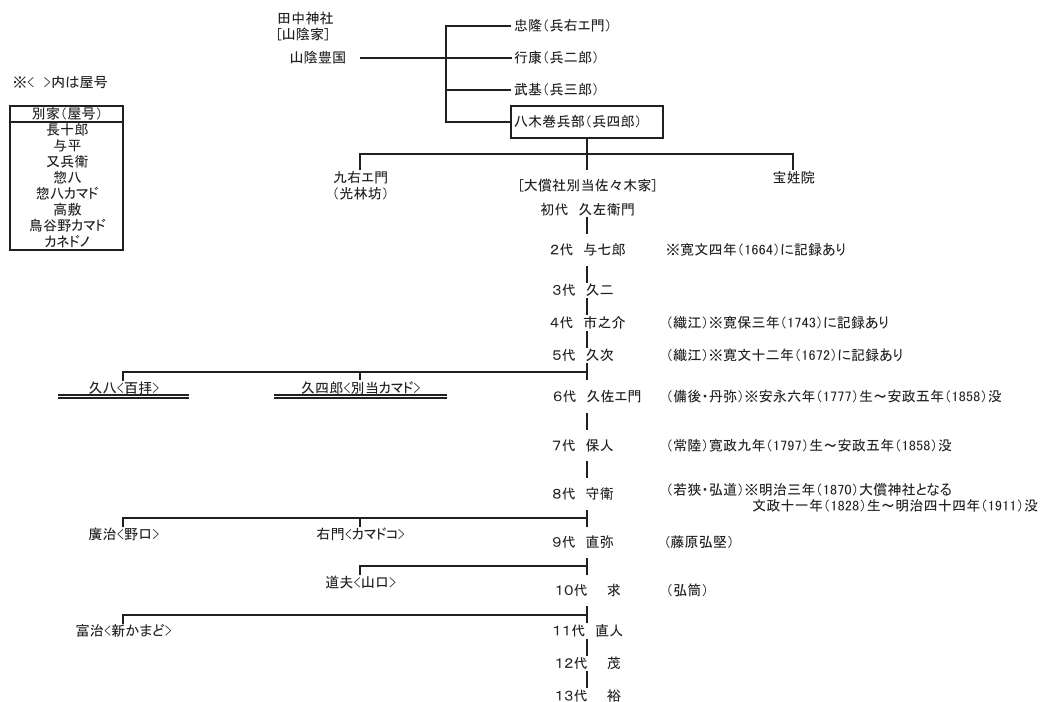 田中神社
[山陰家]
山陰豊国
忠隆(兵右エ門)
行康(兵二郎)
武基(兵三郎)
八木巻兵部(兵四郎)
※< >内は屋号
別家(屋号)
長十郎
与平
又兵衛
惣八
惣八カマド
高敷
鳥谷野カマド
カネドノ
九右エ門
(光林坊)
[大償社別当佐々木家]
宝姓院
初代 久左衛門
2代 与七郎 ※寛文四年(1664)に記録あり
3代 久二
4代 市之介 (織江)※寛保三年(1743)に記録あり
5代 久次 (織江)※寛文十二年(1672)に記録あり
久八<百拝> 久四郎<別当カマド>
6代 久佐エ門 (備後・丹弥)※安永六年(1777)生～安政五年(1858)没
7代 保人 (常陸)寛政九年(1797)生～安政五年(1858)没
8代 守衛 (若狭・弘道)※明治三年(1870)大償神社となる
文政十一年(1828)生～明治四十四年(1911)没
廣治<野口> 右門<カマドコ>
9代 直弥 (藤原弘堅)
道夫<山口>
10代 求 (弘筒)
富治<新かまど>
11代 直人
12代 茂
13代 裕